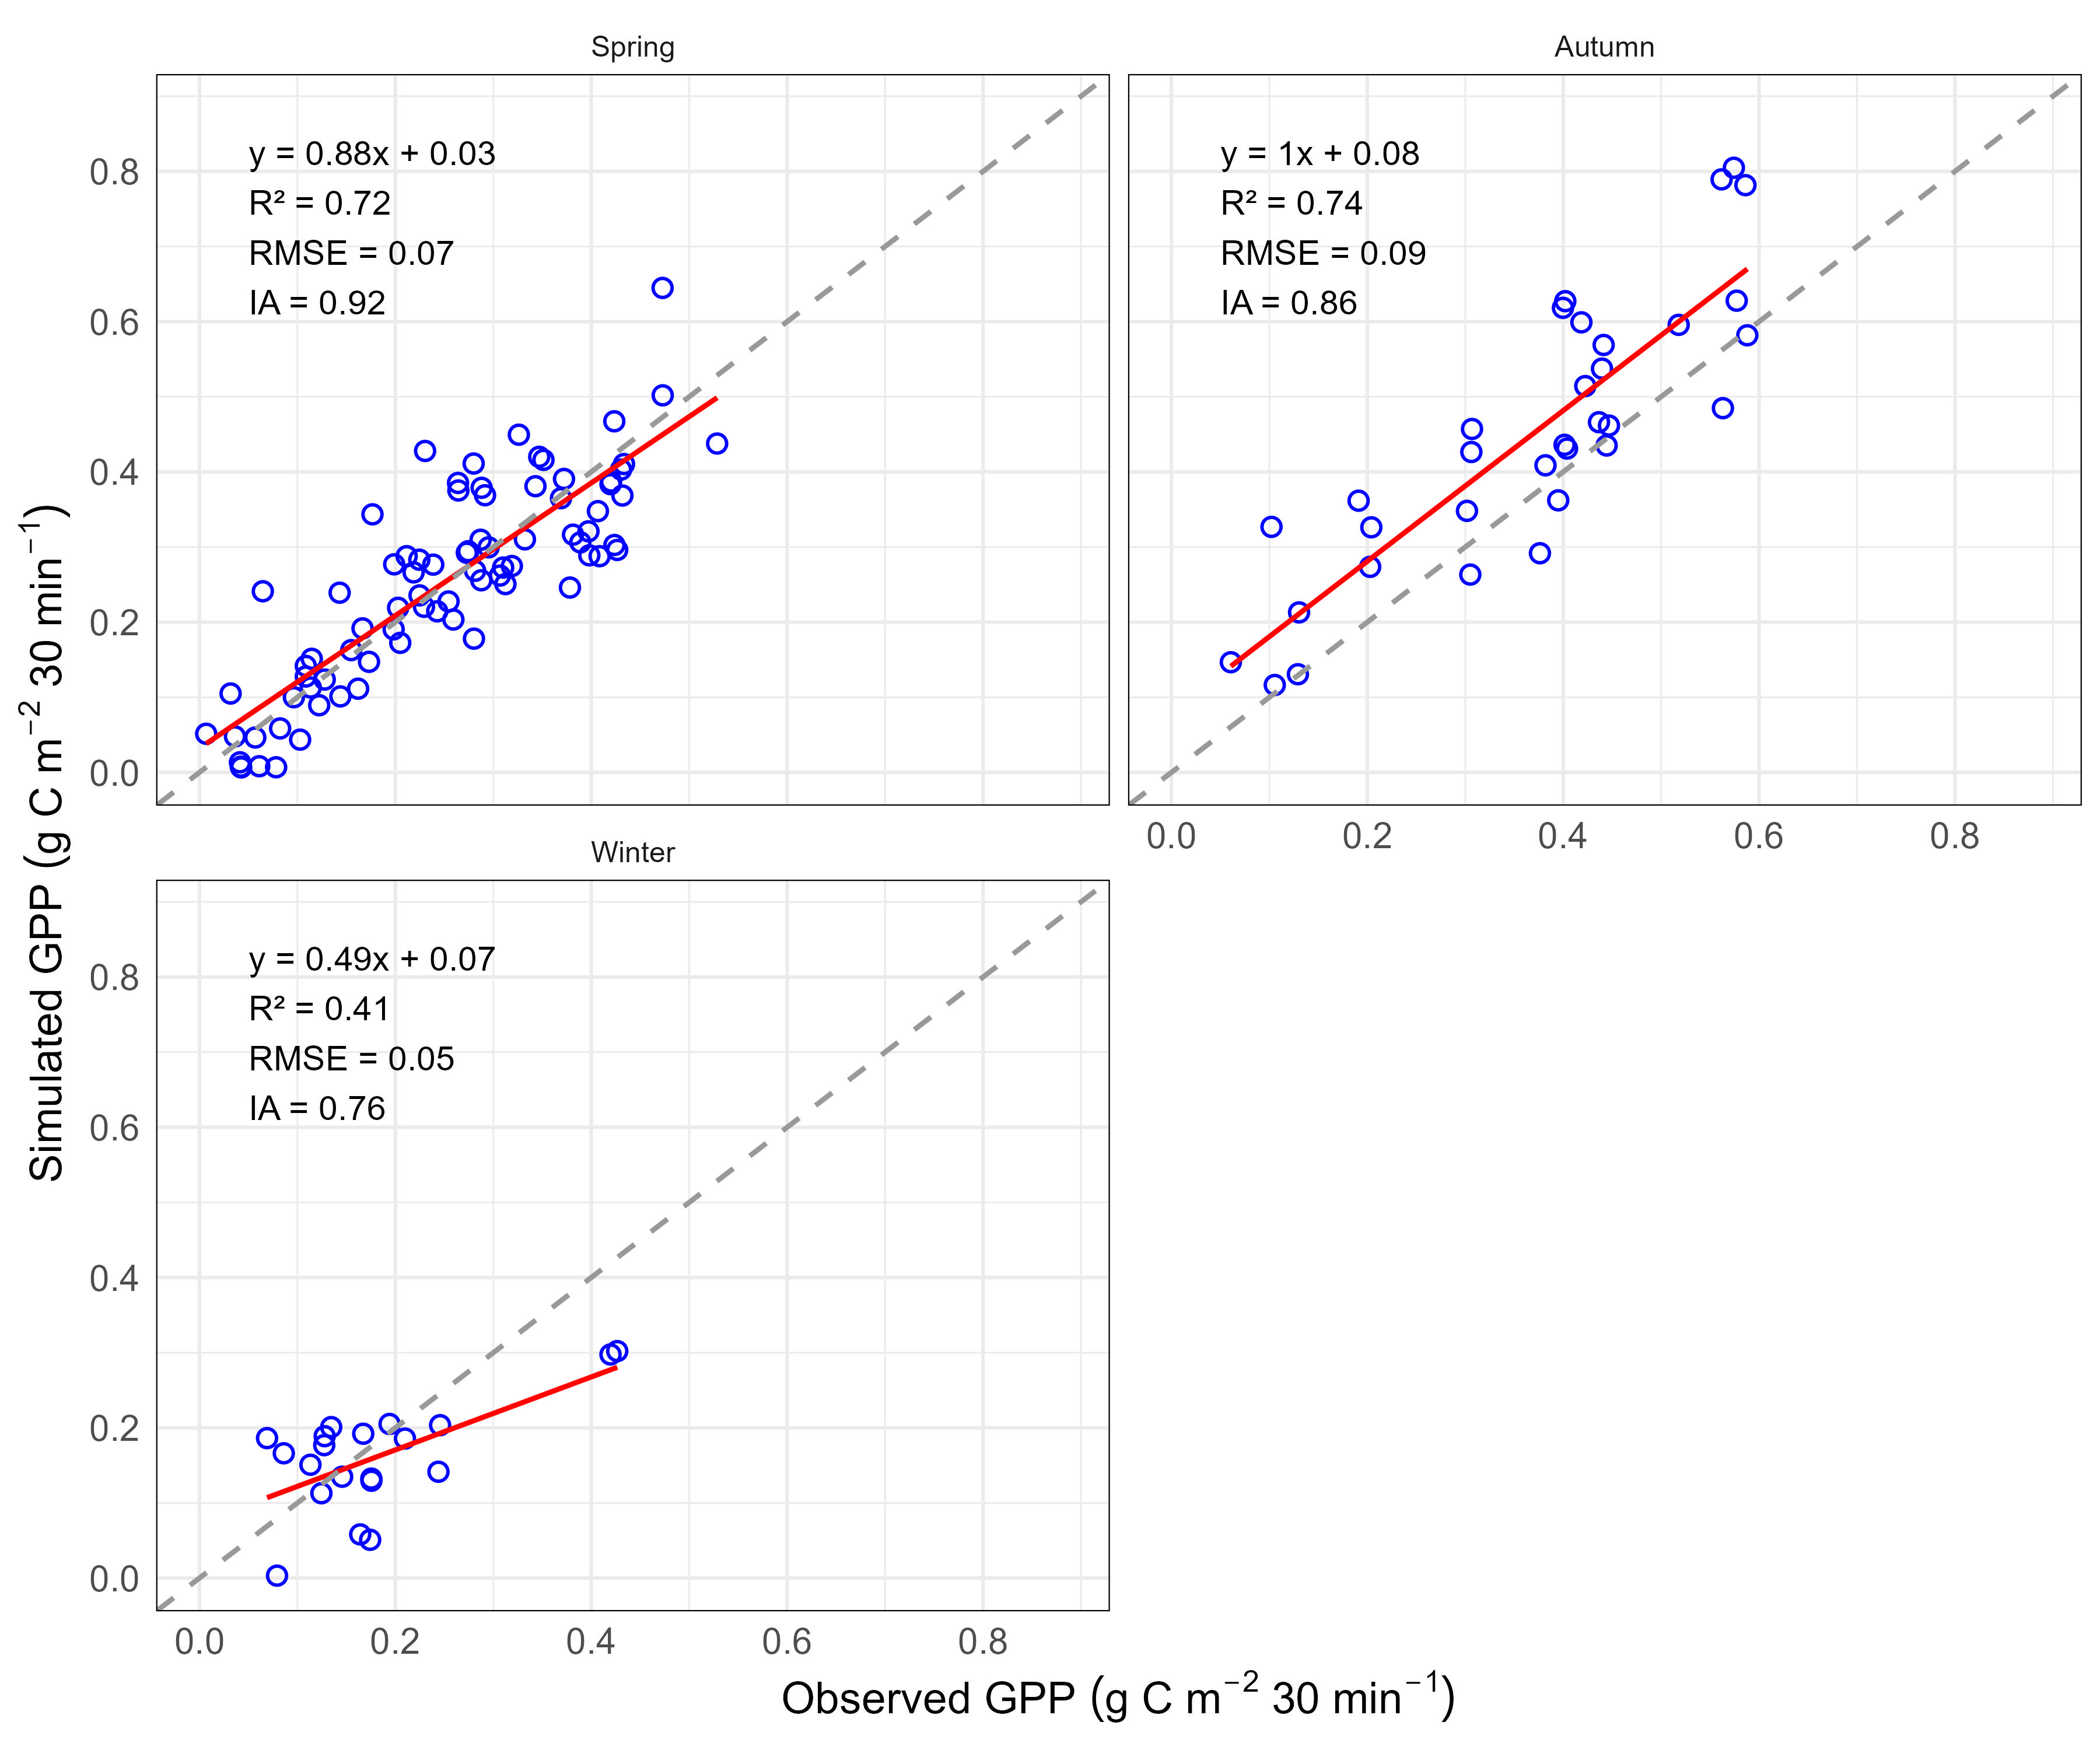 Spring
y = 0.88x + 0.03
R² = 0.72
RMSE = 0.07
IA = 0.92
0.8
0.6
0.4
0.2
0.0
Autumn
y = 1x + 0.08
R² = 0.74
RMSE = 0.09
IA = 0.86
0.0 0.2 0.4 0.6 0.8
Winter
y = 0.49x + 0.07
R² = 0.41
RMSE = 0.05
IA = 0.76
0.8
0.6
0.4
0.2
0.0
0.0 0.2 0.4 0.6 0.8
Simulated GPP (g C m⁻² 30 min⁻¹)
Observed GPP (g C m⁻² 30 min⁻¹)